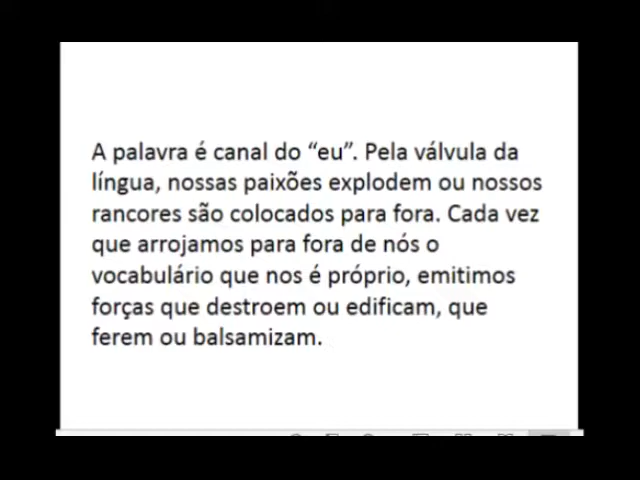 A palavra é canal do “eu”. Pela válvula da
língua, nossas paixões explodem ou nossos
rancores são colocados para fora. Cada vez
que arrojamos para fora de nós o
vocabulário que nos é próprio, emitimos
forças que destroem ou edificam, que
ferem ou balsamizam.